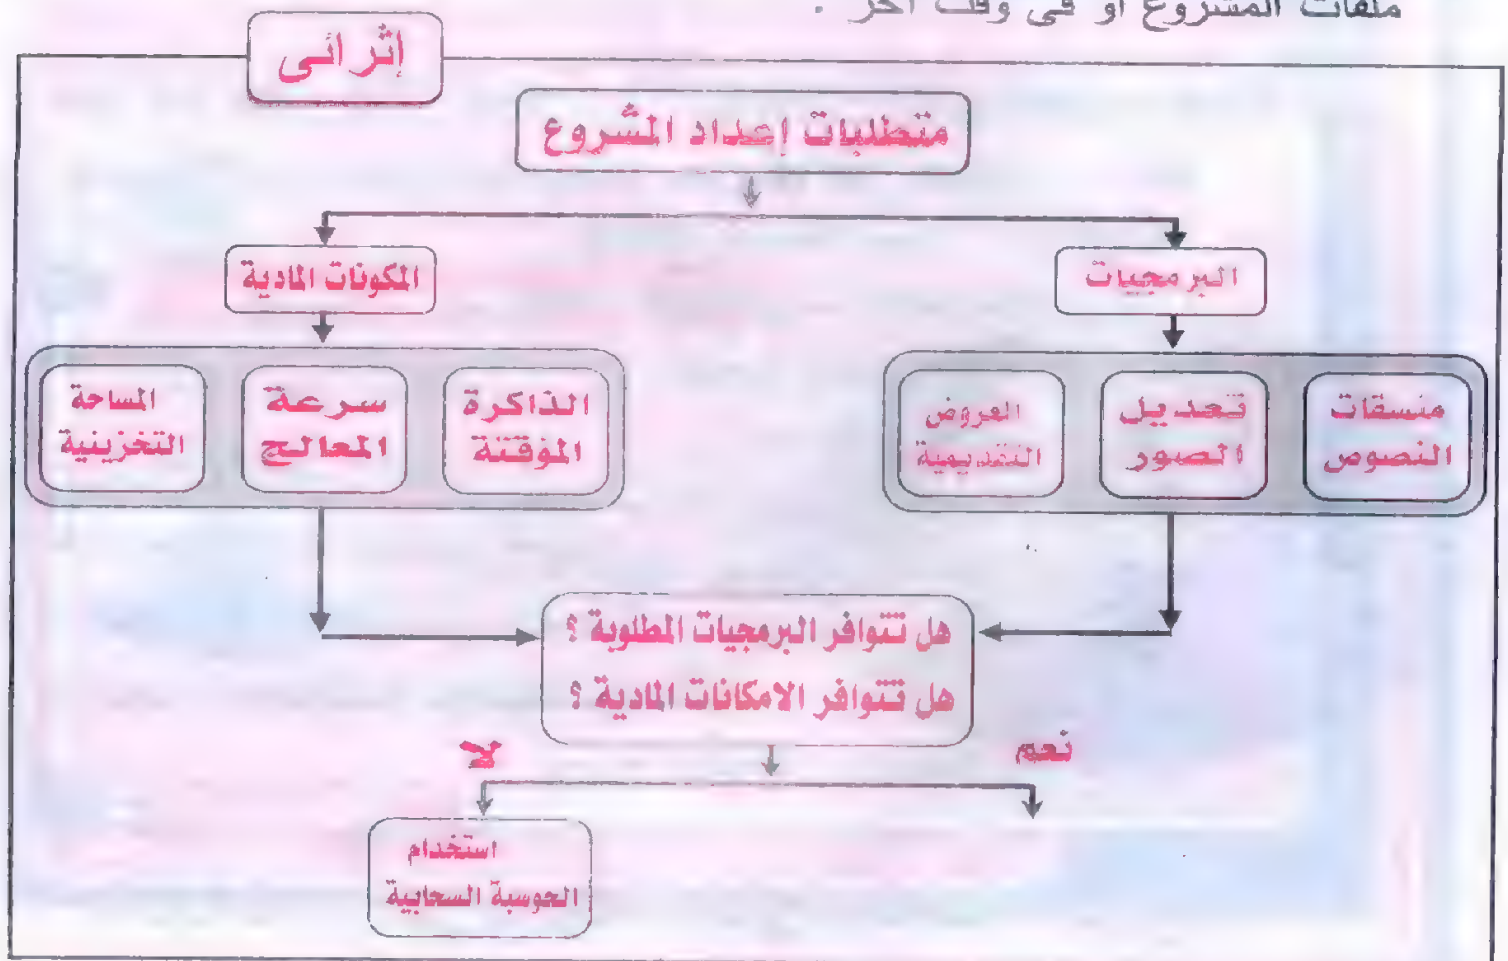 ملفات المشروع أو فى وقت آخر .
إثرائى
متطلبات إعداد المشروع
البرمجيات
المكونات المادية
منسقات
النصوص
تعديل
الصور
العروض
التقديمية
الذاكرة
المؤقتة
سرعة
المعالج
المساحة
التخزينية
هل تتوافر البرمجيات المطلوبة ؟
هل تتوافر الامكانات المادية ؟
نعم
لا
استخدام
الحوسبة السحابية